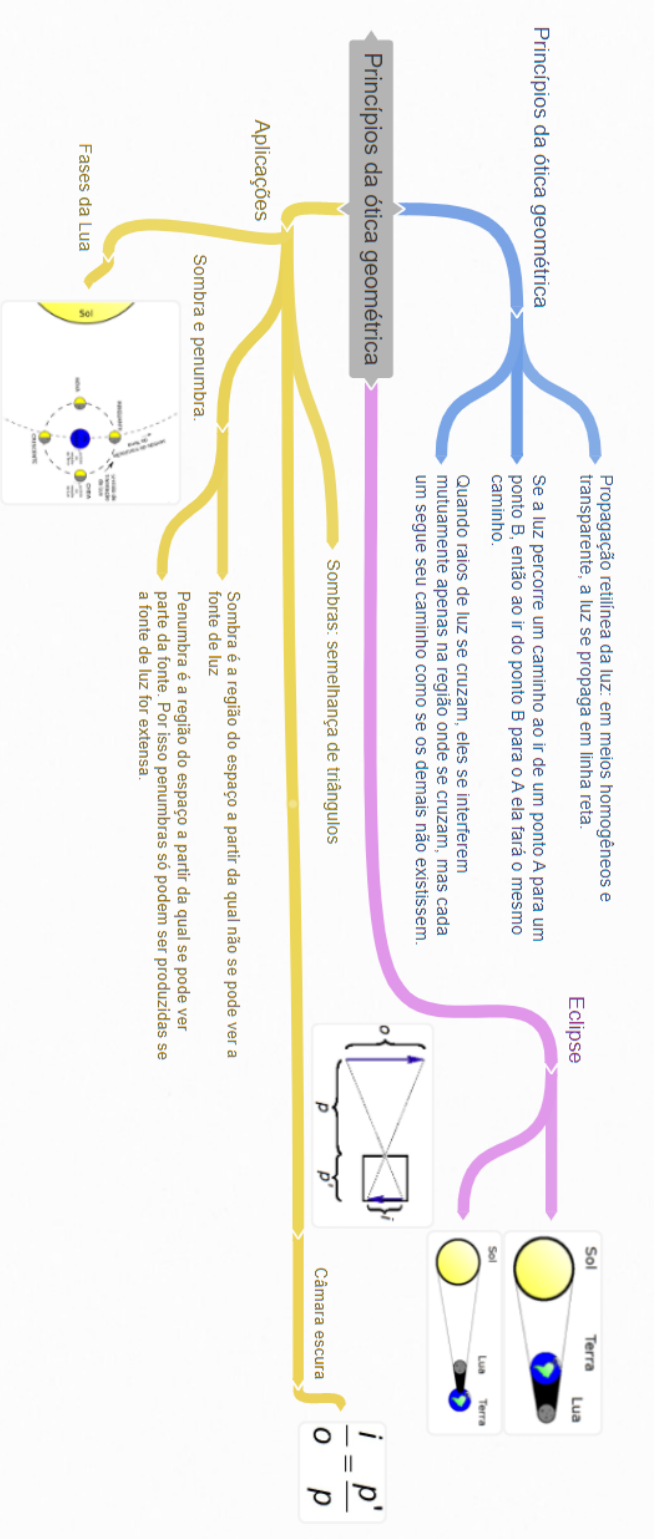 Princípios da ótica geométrica
Princípios da ótica geométrica
Propagação retilínea da luz: em meios homogêneos e
transparente, a luz se propaga em linha reta.
Se a luz percorre um caminho ao ir de um ponto A para um
ponto B, então ao ir do ponto B para o A ela fará o mesmo
caminho.
Quando raios de luz se cruzam, eles se interferem
mutuamente apenas na região onde se cruzam, mas cada
um segue seu caminho como se os demais não existissem.
Eclipse
Sol
Terra
Lua
Sol
Lua
Terra
Aplicações
Sombras: semelhança de triângulos
Câmara escura
o
p
p'
i
i = p'
o p
Sombra e penumbra.
Sombra é a região do espaço a partir da qual não se pode ver a
fonte de luz
Penumbra é a região do espaço a partir da qual se pode ver
parte da fonte. Por isso penumbras só podem ser produzidas se
a fonte de luz for extensa.
Fases da Lua
Sol
NOVA
CHEIA
CRESCENTE